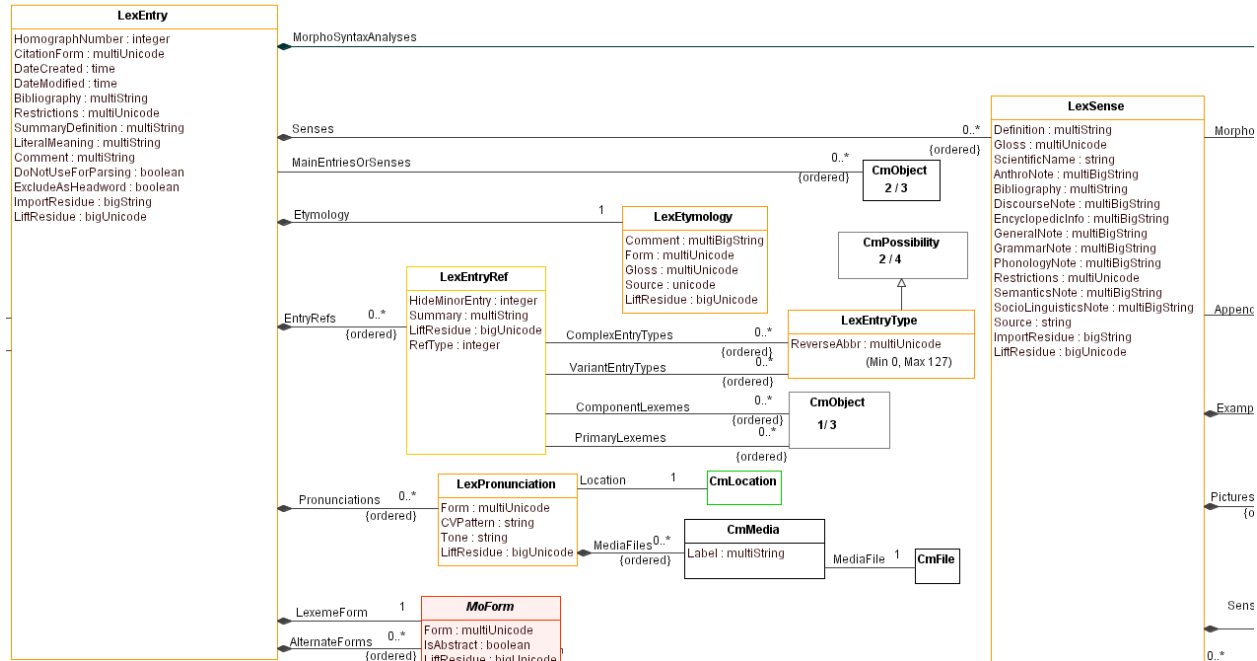 LexEntry
HomographNumber : integer
CitationForm : multiUnicode
DateCreated : time
DateModified : time
Bibliography : multiString
Restrictions : multiUnicode
SummaryDefinition : multiString
LiteralMeaning : multiString
Comment : multiString
DoNotUseForParsing : boolean
ExcludeAsHeadword : boolean
ImportResidue : bigString
LiftResidue : bigUnicode
MorphoSyntaxAnalyses
Senses
0..*
{ordered}
MainEntriesOrSenses
0..*
{ordered}
CmObject
2 / 3
Etymology
1
LexEtymology
Comment : multiBigString
Form : multiUnicode
Gloss : multiUnicode
Source : unicode
LiftResidue : bigUnicode
CmPossibility
2 / 4
EntryRefs
0..*
{ordered}
LexEntryRef
HideMinorEntry : integer
Summary : multiString
LiftResidue : bigUnicode
RefType : integer
ComplexEntryTypes
0..*
{ordered}
VariantEntryTypes
0..*
{ordered}
LexEntryType
ReverseAbbr : multiUnicode
(Min 0, Max 127)
ComponentLexemes
0..*
{ordered}
PrimaryLexemes
0..*
{ordered}
CmObject
1/ 3
Pronunciations
0..*
{ordered}
LexPronunciation
Form : multiUnicode
CVPattern : string
Tone : string
LiftResidue : bigUnicode
Location
1
CmLocation
MediaFiles
0..*
{ordered}
CmMedia
Label : multiString
MediaFile
1
CmFile
LexemeForm
1
AlternateForms
0..*
{ordered}
MoForm
Form : multiUnicode
IsAbstract : boolean
LiftResidue : bigUnicode
LexSense
Definition : multiString
Gloss : multiUnicode
ScientificName : string
AnthroNote : multiBigString
Bibliography : multiString
DiscourseNote : multiBigString
EncyclopedicInfo : multiBigString
GeneralNote : multiBigString
GrammarNote : multiBigString
PhonologyNote : multiBigString
Restrictions : multiUnicode
SemanticsNote : multiBigString
SocioLinguisticsNote : multiBigString
Source : string
ImportResidue : bigString
LiftResidue : bigUnicode
Morpho
Append
Examp
Pictures
{o
Sens
0..*